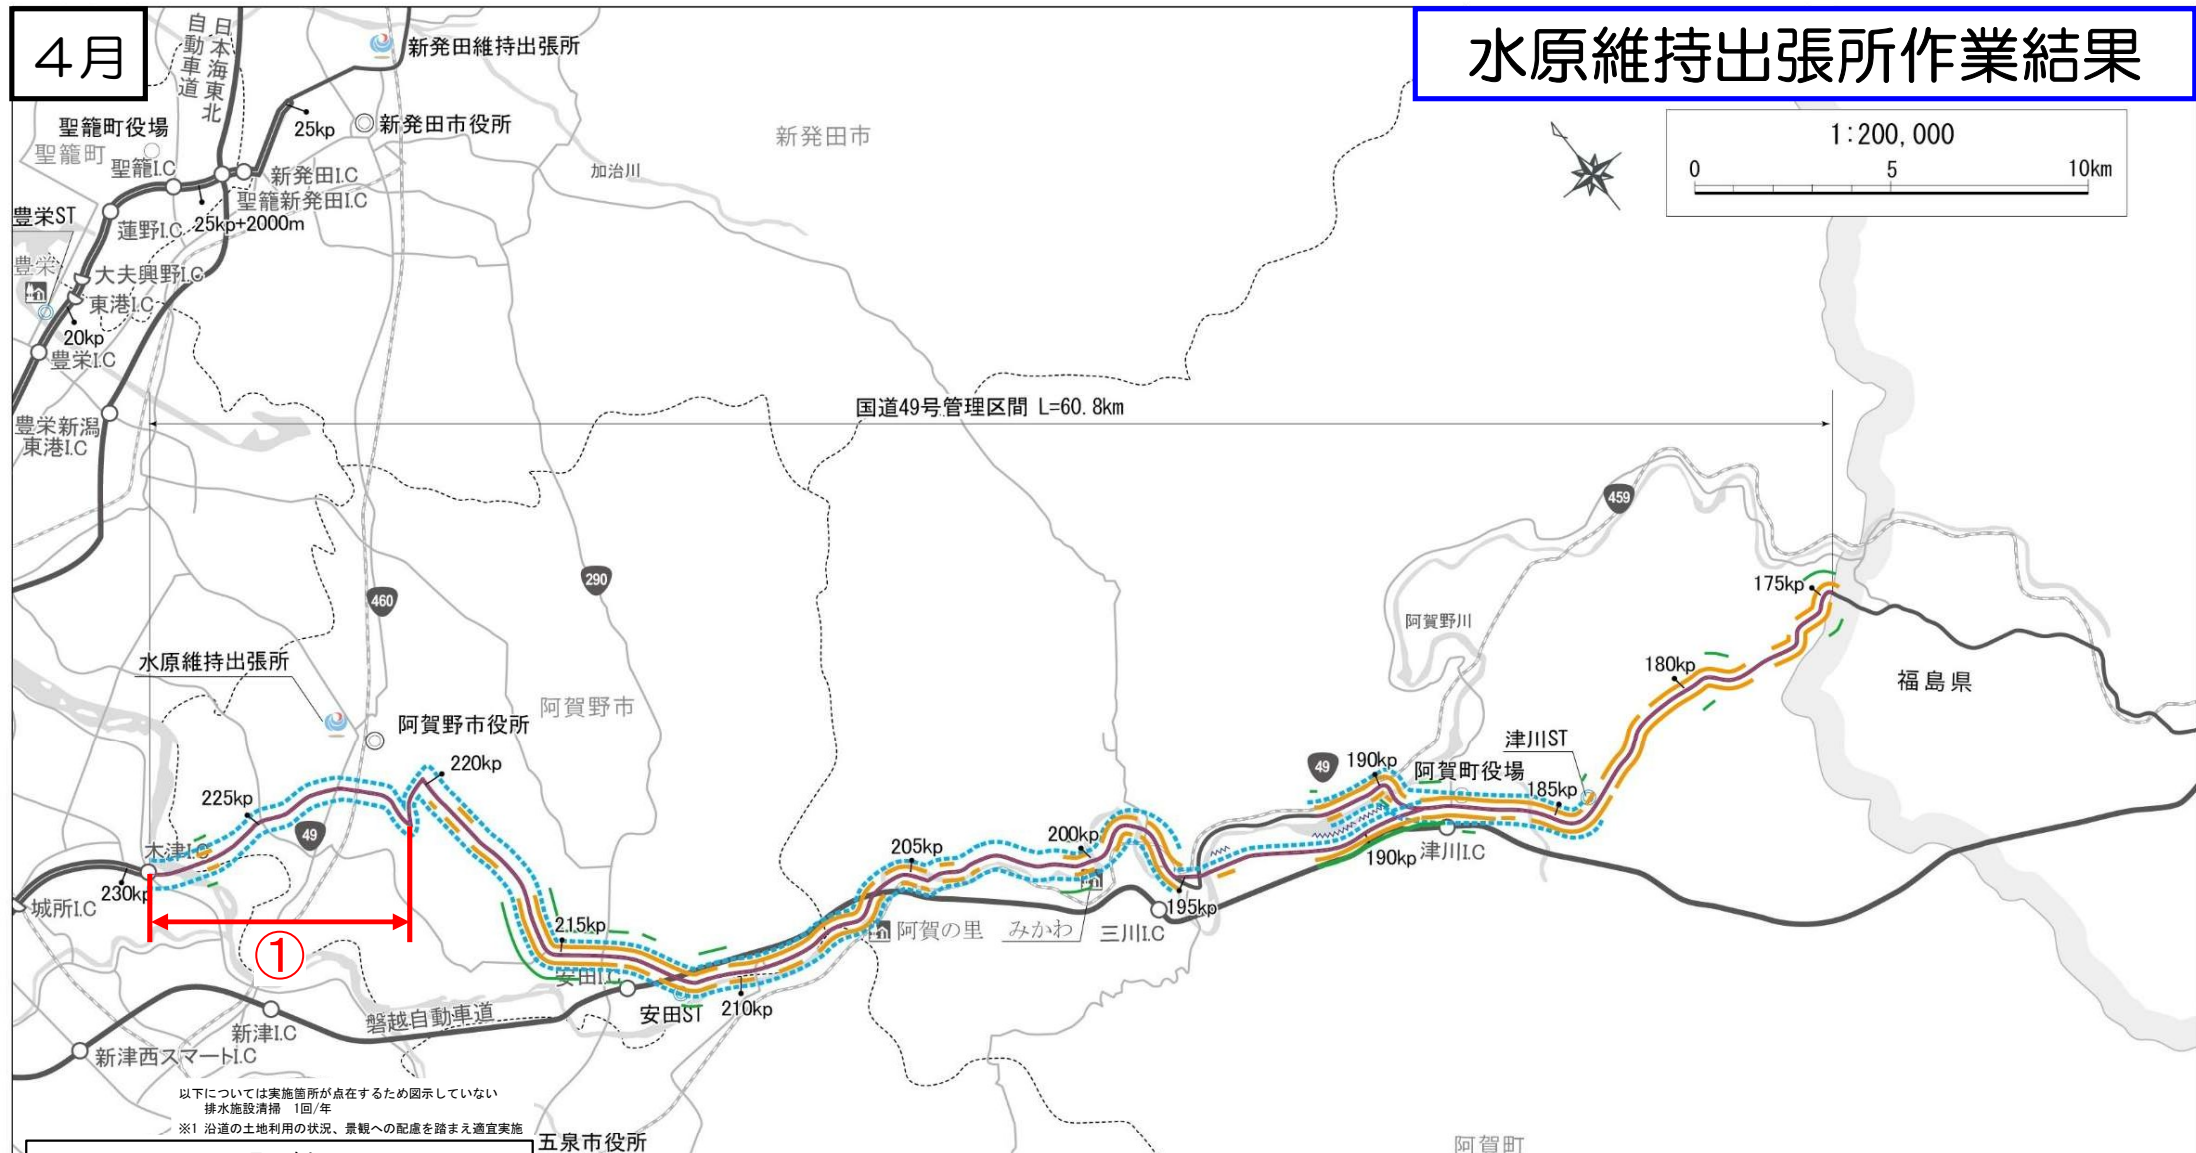 4月
水原維持出張所作業結果
日本海東北
自動車道
新発田維持出張所
25kp
新発田市役所
新発田市
1:200,000
0 5 10km
聖籠町役場
聖籠町
聖籠I.C
新発田I.C
聖籠新発田I.C
加治川
豊栄ST
蓮野I.C
25kp+2000m
豊栄
大夫興野I.C
東港I.C
20kp
豊栄I.C
豊栄新潟
東港I.C
国道49号管理区間 L=60.8km
459
290
460
175kp
阿賀野川
180kp
福島県
水原維持出張所
阿賀野市役所
阿賀野市
津川ST
220kp
49
190kp
阿賀町役場
225kp
185kp
49
200kp
205kp
木津I.C
190kp
津川I.C
230kp
城所I.C
195kp
215kp
阿賀の里
みかわ
三川I.C
①
安田I.C
安田ST
210kp
磐越自動車道
新津I.C
新津西スマートI.C
以下については実施箇所が点在するため図示していない
排水施設清掃 1回/年
※1 沿道の土地利用の状況、景観への配慮を踏まえ適宜実施
五泉市役所
阿賀町